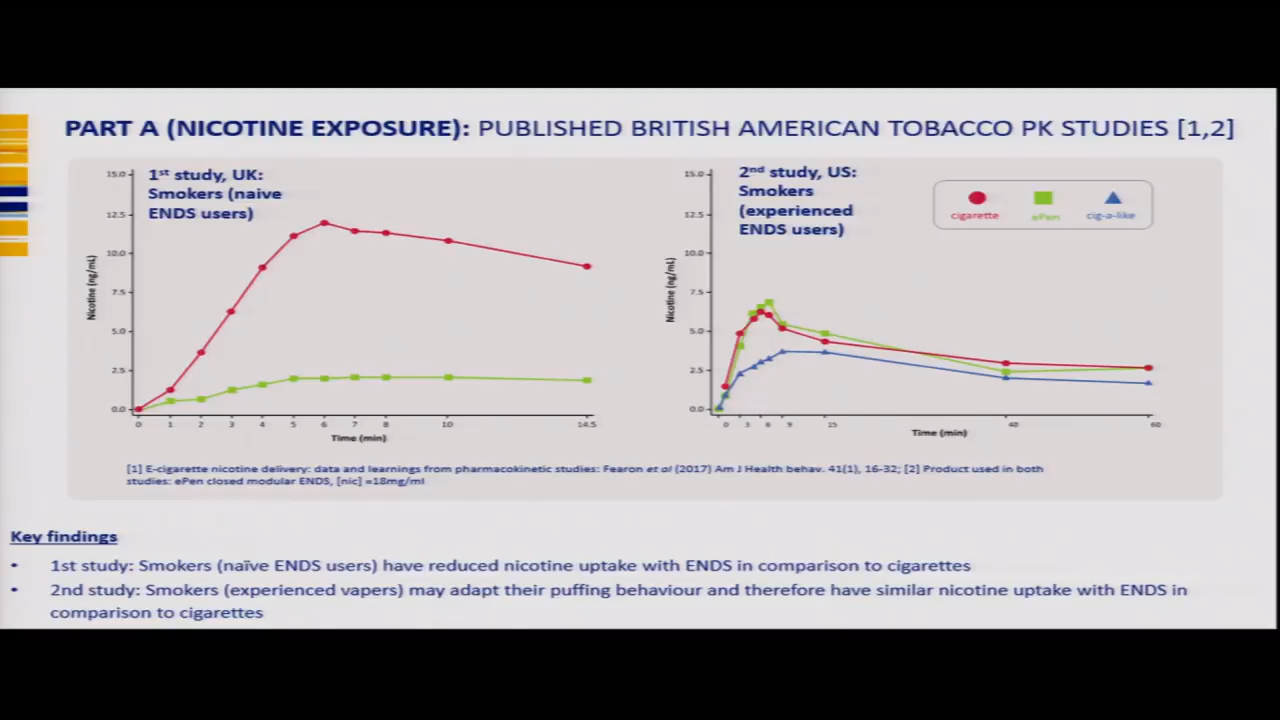 PART A (NICOTINE EXPOSURE): PUBLISHED BRITISH AMERICAN TOBACCO PK STUDIES [1,2]
1st study, UK:
Smokers (naive
ENDS users)
15.0
12.5
10.0
7.5
5.0
2.5
0.0
Nicotine (ng/mL)
0 1 2 3 4 5 6 7 8 10 14.5
Time (min)
2nd study, US:
Smokers
(experienced
ENDS users)
cigarette ePen cig-a-like
15.0
12.5
10.0
7.5
5.0
2.5
0.0
Nicotine (ng/mL)
0 3 6 9 15 40 60
Time (min)
[1] E-cigarette nicotine delivery: data and learnings from pharmacokinetic studies: Fearon et al (2017) Am J Health behav. 41(1), 16-32; [2] Product used in both
studies: ePen closed modular ENDS, [nic] =18mg/ml
Key findings
• 1st study: Smokers (naïve ENDS users) have reduced nicotine uptake with ENDS in comparison to cigarettes
• 2nd study: Smokers (experienced vapers) may adapt their puffing behaviour and therefore have similar nicotine uptake with ENDS in
comparison to cigarettes